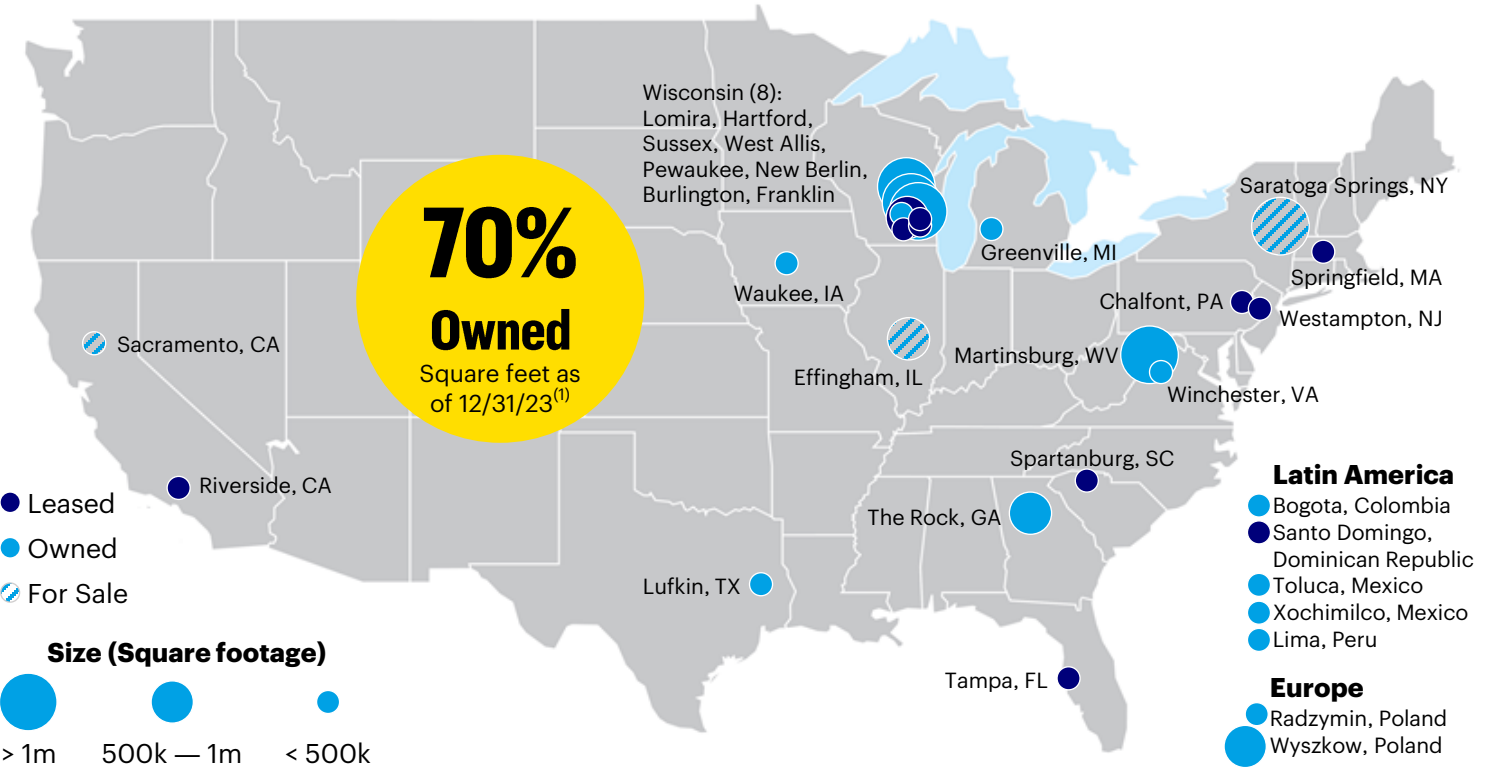 Wisconsin (8):
Lomira, Hartford,
Sussex, West Allis,
Pewaukee, New Berlin,
Burlington, Franklin
70%
Owned
Square feet as
of 12/31/23(1)
Saratoga Springs, NY
Greenville, MI
Springfield, MA
Waukee, IA
Chalfont, PA
Westampton, NJ
Sacramento, CA
Martinsburg, WV
Effingham, IL
Winchester, VA
Spartanburg, SC
Riverside, CA
The Rock, GA
Lufkin, TX
Tampa, FL
Leased
Owned
For Sale
Size (Square footage)
> 1m
500k — 1m
< 500k
Latin America
Bogota, Colombia
Santo Domingo,
Dominican Republic
Toluca, Mexico
Xochimilco, Mexico
Lima, Peru
Europe
Radzymin, Poland
Wyszkow, Poland